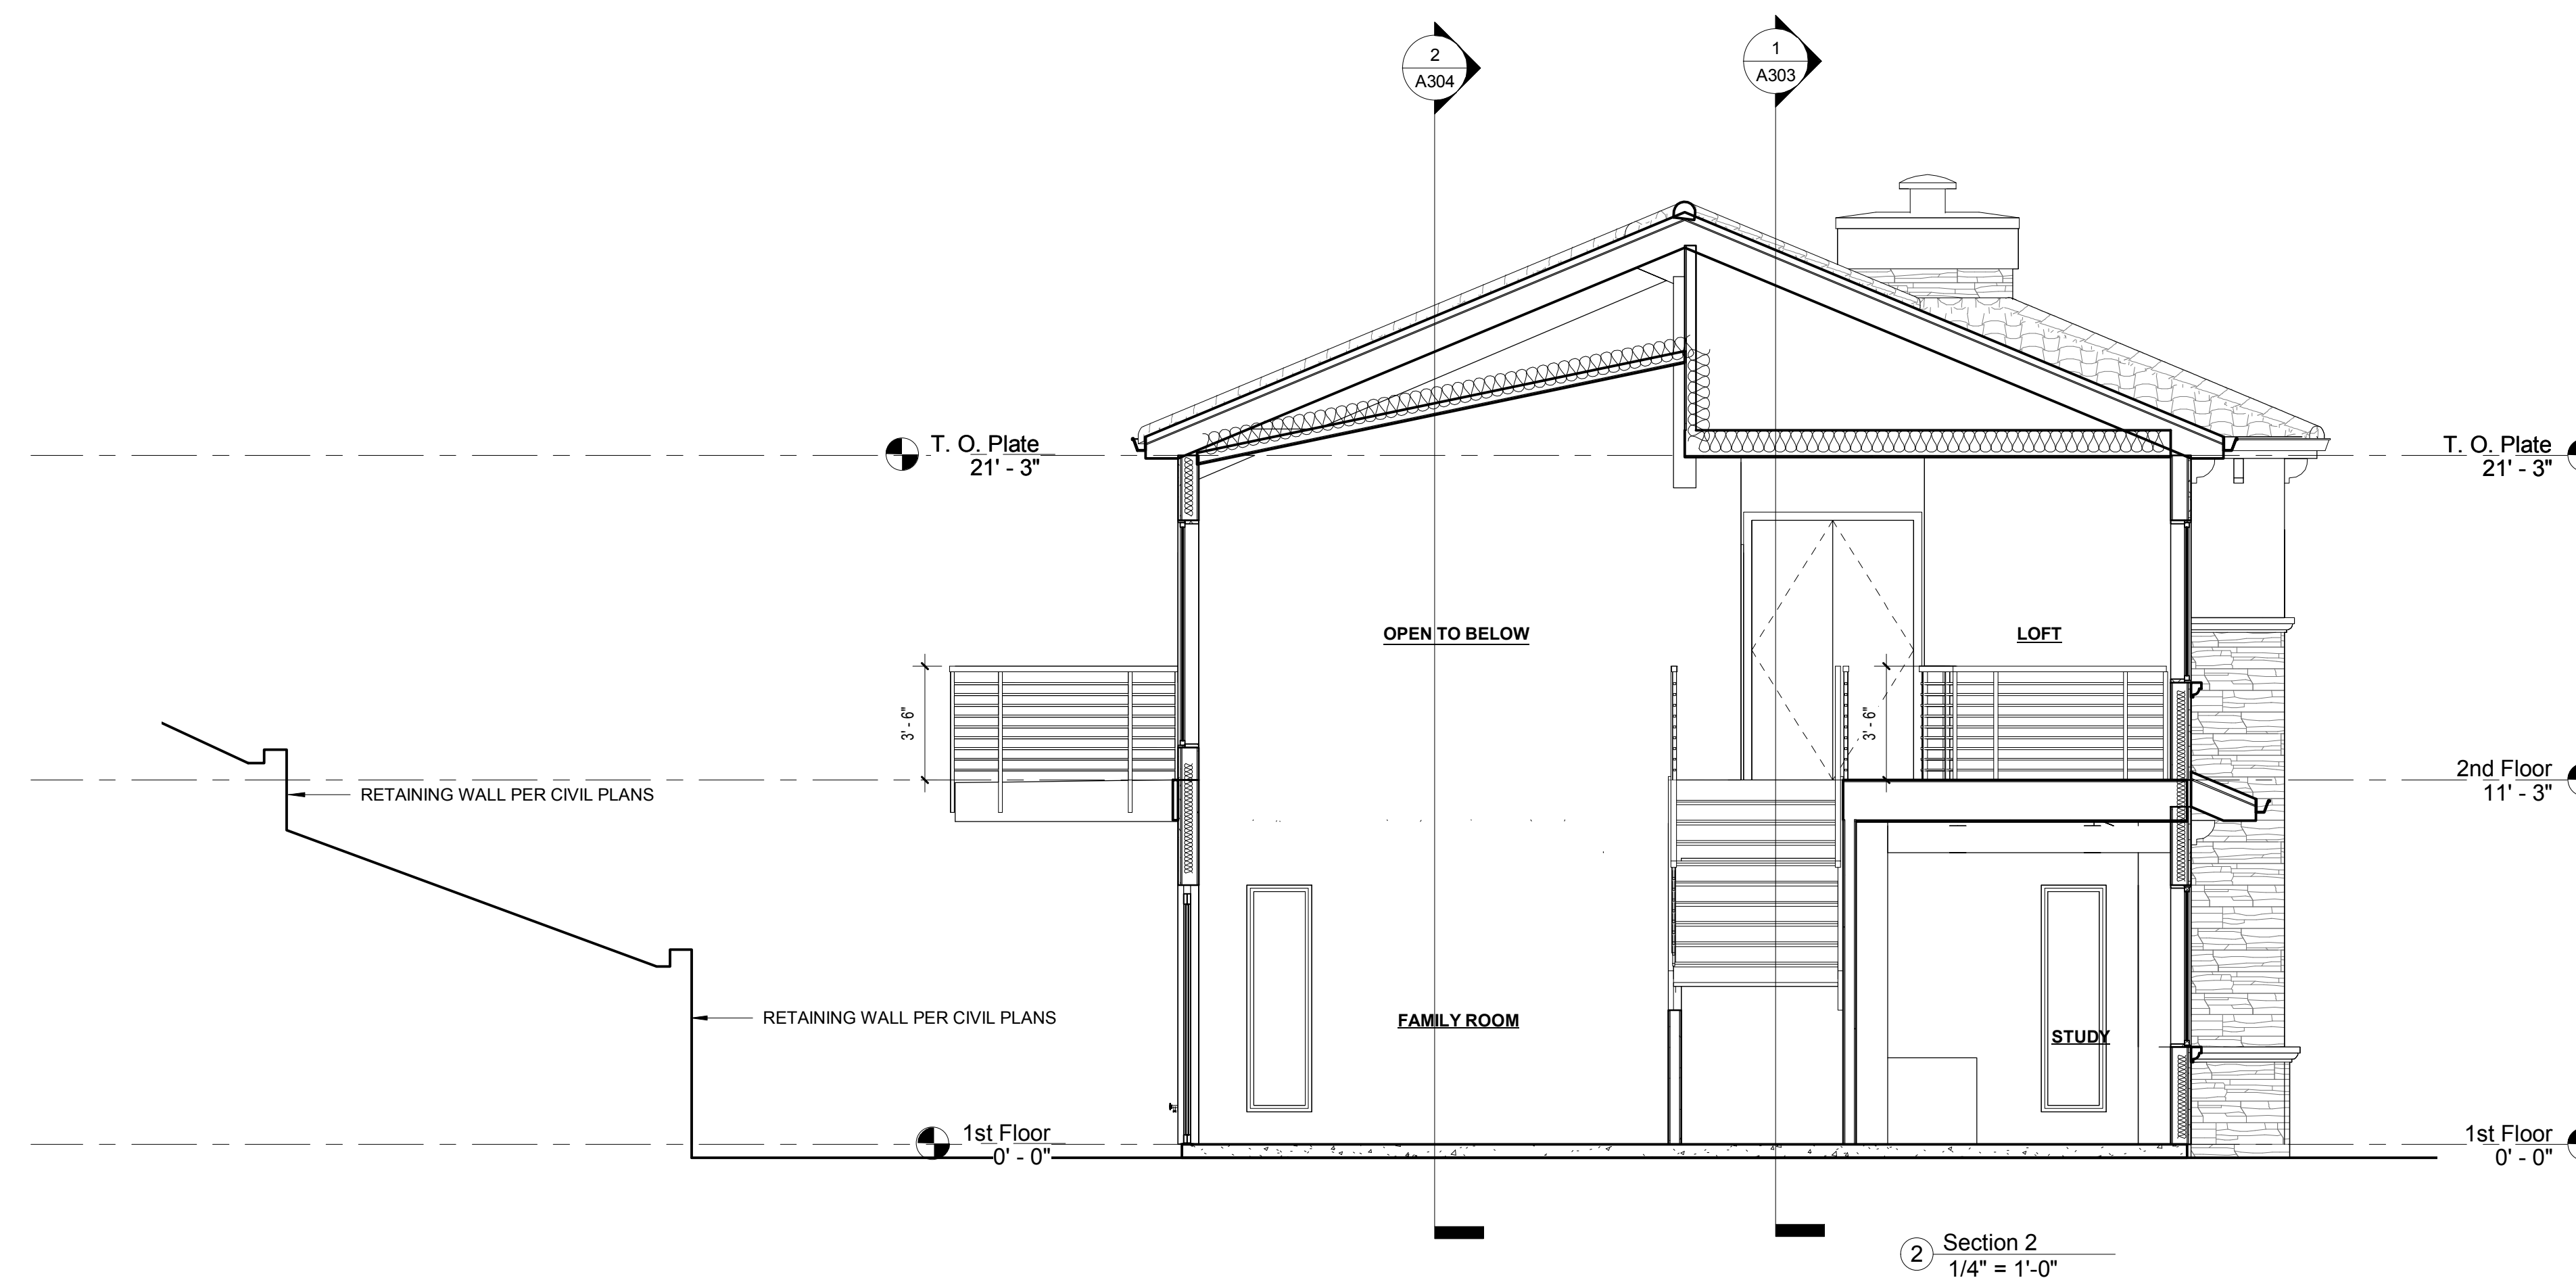 2
A304
1
A303
T. O. Plate
21' - 3"
T. O. Plate
21' - 3"
OPEN TO BELOW
LOFT
3' - 6"
3' - 6"
2nd Floor
11' - 3"
RETAINING WALL PER CIVIL PLANS
RETAINING WALL PER CIVIL PLANS
FAMILY ROOM
STUDY
1st Floor
0' - 0"
1st Floor
0' - 0"
2
Section 2
1/4" = 1'-0"